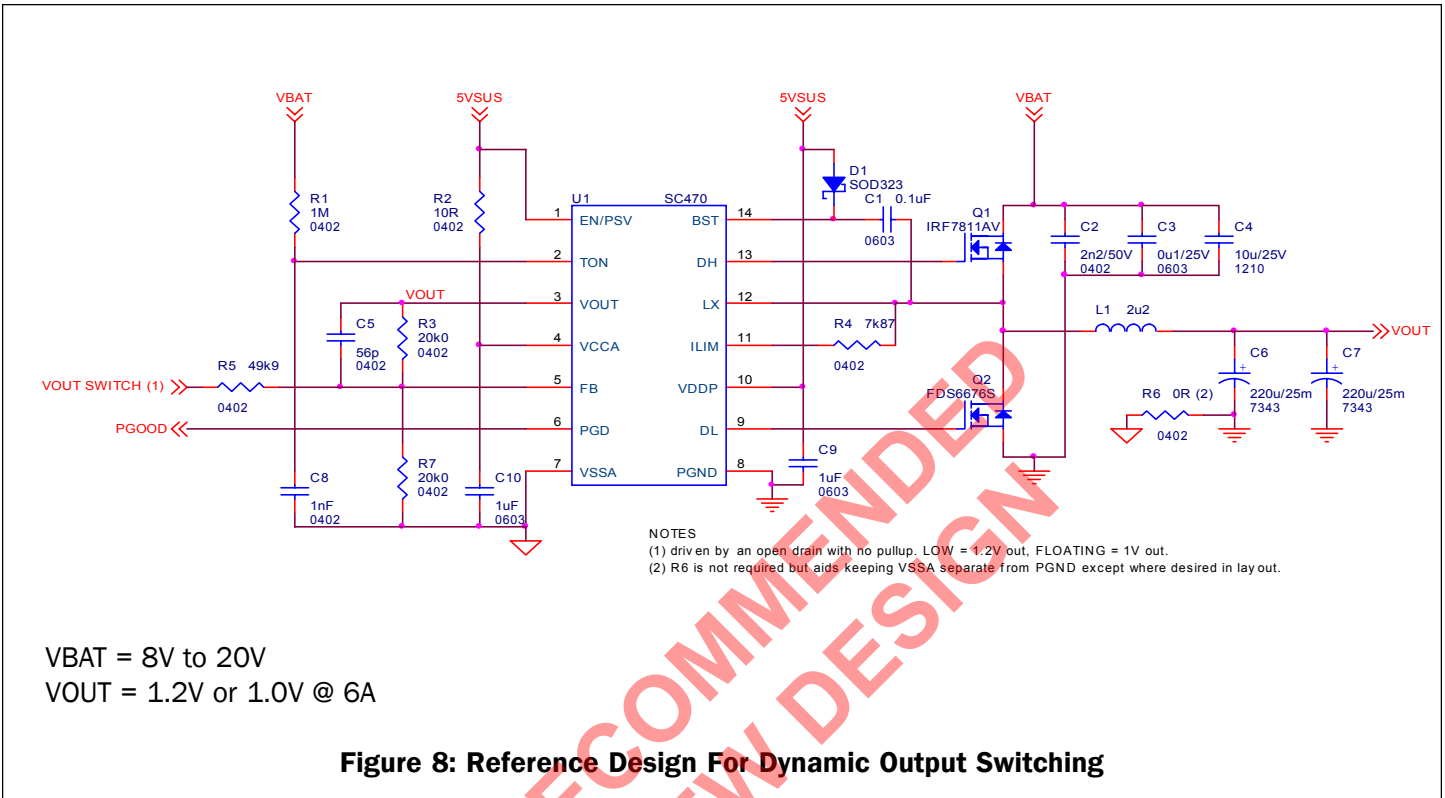 VBAT
5VSUS
5VSUS
VBAT
R1
1M
0402
R2
10R
0402
U1
SC470
1 EN/PSV
2 TON
3 VOUT
4 VCCA
5 FB
6 PGD
7 VSSA
BST 14
DH 13
LX 12
ILIM 11
VDDP 10
DL 9
PGND 8
D1
SOD323
C1 0.1uF
0603
Q1
IRF7811AV
C2
2n2/50V
0402
C3
0u1/25V
0603
C4
10u/25V
1210
VOUT
C5
56p
0402
R3
20k0
0402
R4 7k87
0402
L1 2u2
VOUT
R5 49k9
0402
VOUT SWITCH (1)
PGOOD
Q2
FDS6676S
R6 0R (2)
0402
C6
+
220u/25m
7343
C7
+
220u/25m
7343
C8
1nF
0402
R7
20k0
0402
C10
1uF
0603
C9
1uF
0603
NOTES
(1) driven by an open drain with no pullup. LOW = 1.2V out, FLOATING = 1V out.
(2) R6 is not required but aids keeping VSSA separate from PGND except where desired in layout.
VBAT = 8V to 20V
VOUT = 1.2V or 1.0V @ 6A
Figure 8: Reference Design For Dynamic Output Switching
DESIGN